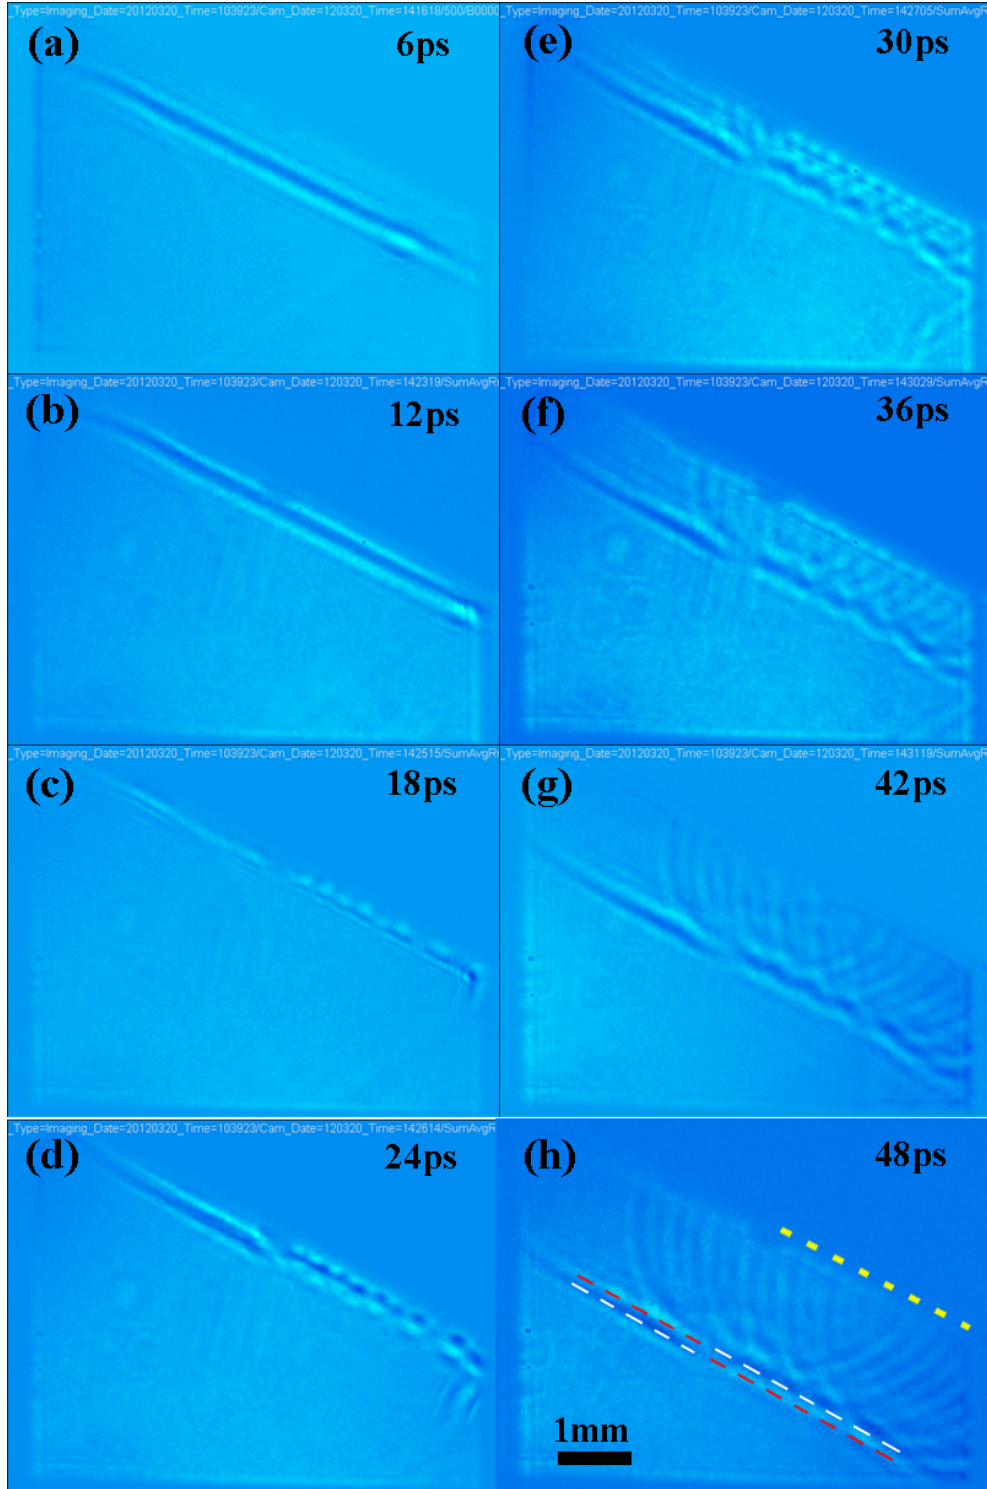 _Type=Imaging_Date=20120320_Time=103923/Cam_Date=120320_Time=141618/500/B0000
(a) 6ps
_Type=Imaging_Date=20120320_Time=103923/Cam_Date=120320_Time=142319/SumAvgR
(b) 12ps
_Type=Imaging_Date=20120320_Time=103923/Cam_Date=120320_Time=142515/SumAvgR
(c) 18ps
_Type=Imaging_Date=20120320_Time=103923/Cam_Date=120320_Time=142614/SumAvgR
(d) 24ps
_Type=Imaging_Date=20120320_Time=103923/Cam_Date=120320_Time=142705/SumAvgR
(e) 30ps
_Type=Imaging_Date=20120320_Time=103923/Cam_Date=120320_Time=143029/SumAvgR
(f) 36ps
_Type=Imaging_Date=20120320_Time=103923/Cam_Date=120320_Time=143119/SumAvgR
(g) 42ps
(h) 48ps
1mm